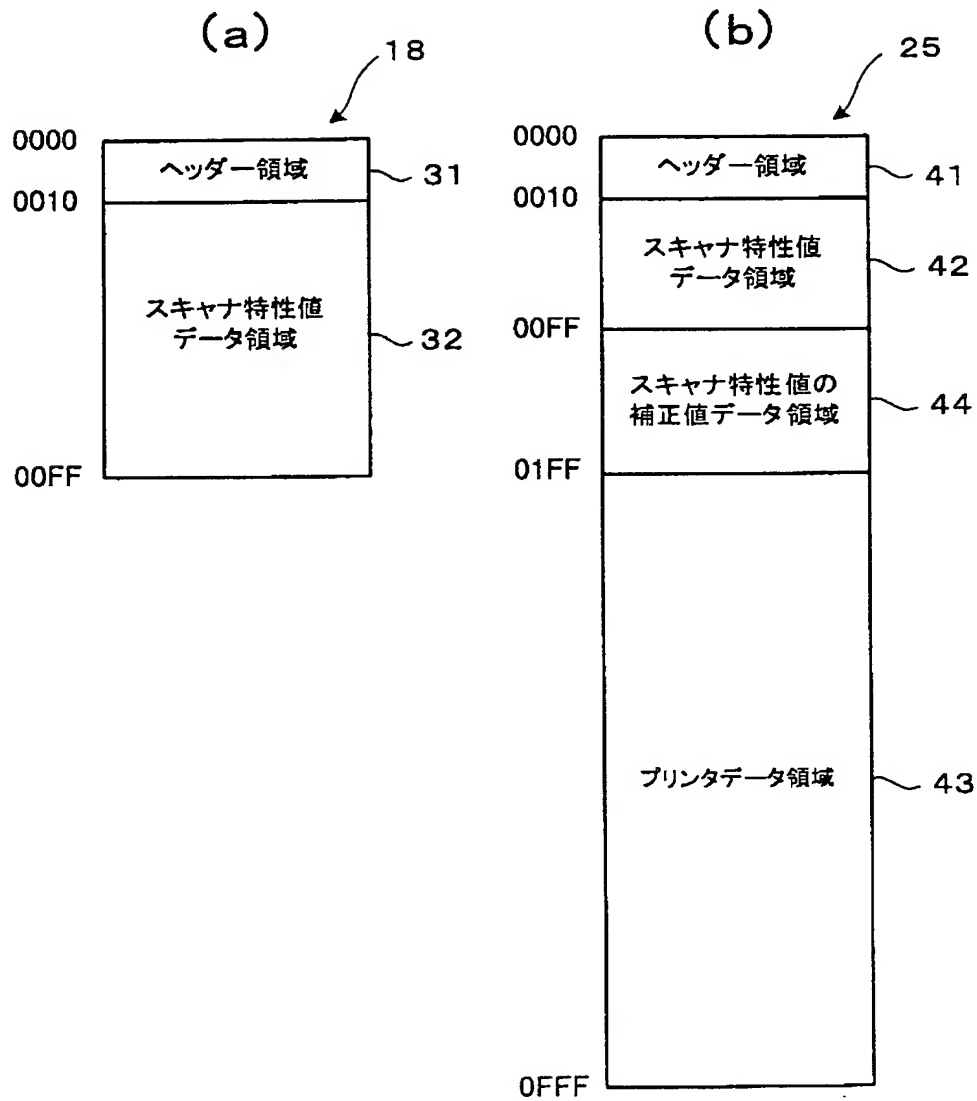 (a)
18
0000
ヘッダー領域
31
0010
スキャナ特性値
データ領域
32
00FF
(b)
25
0000
ヘッダー領域
41
0010
スキャナ特性値
データ領域
42
00FF
スキャナ特性値の
補正値データ領域
44
01FF
プリンタデータ領域
43
0FFF